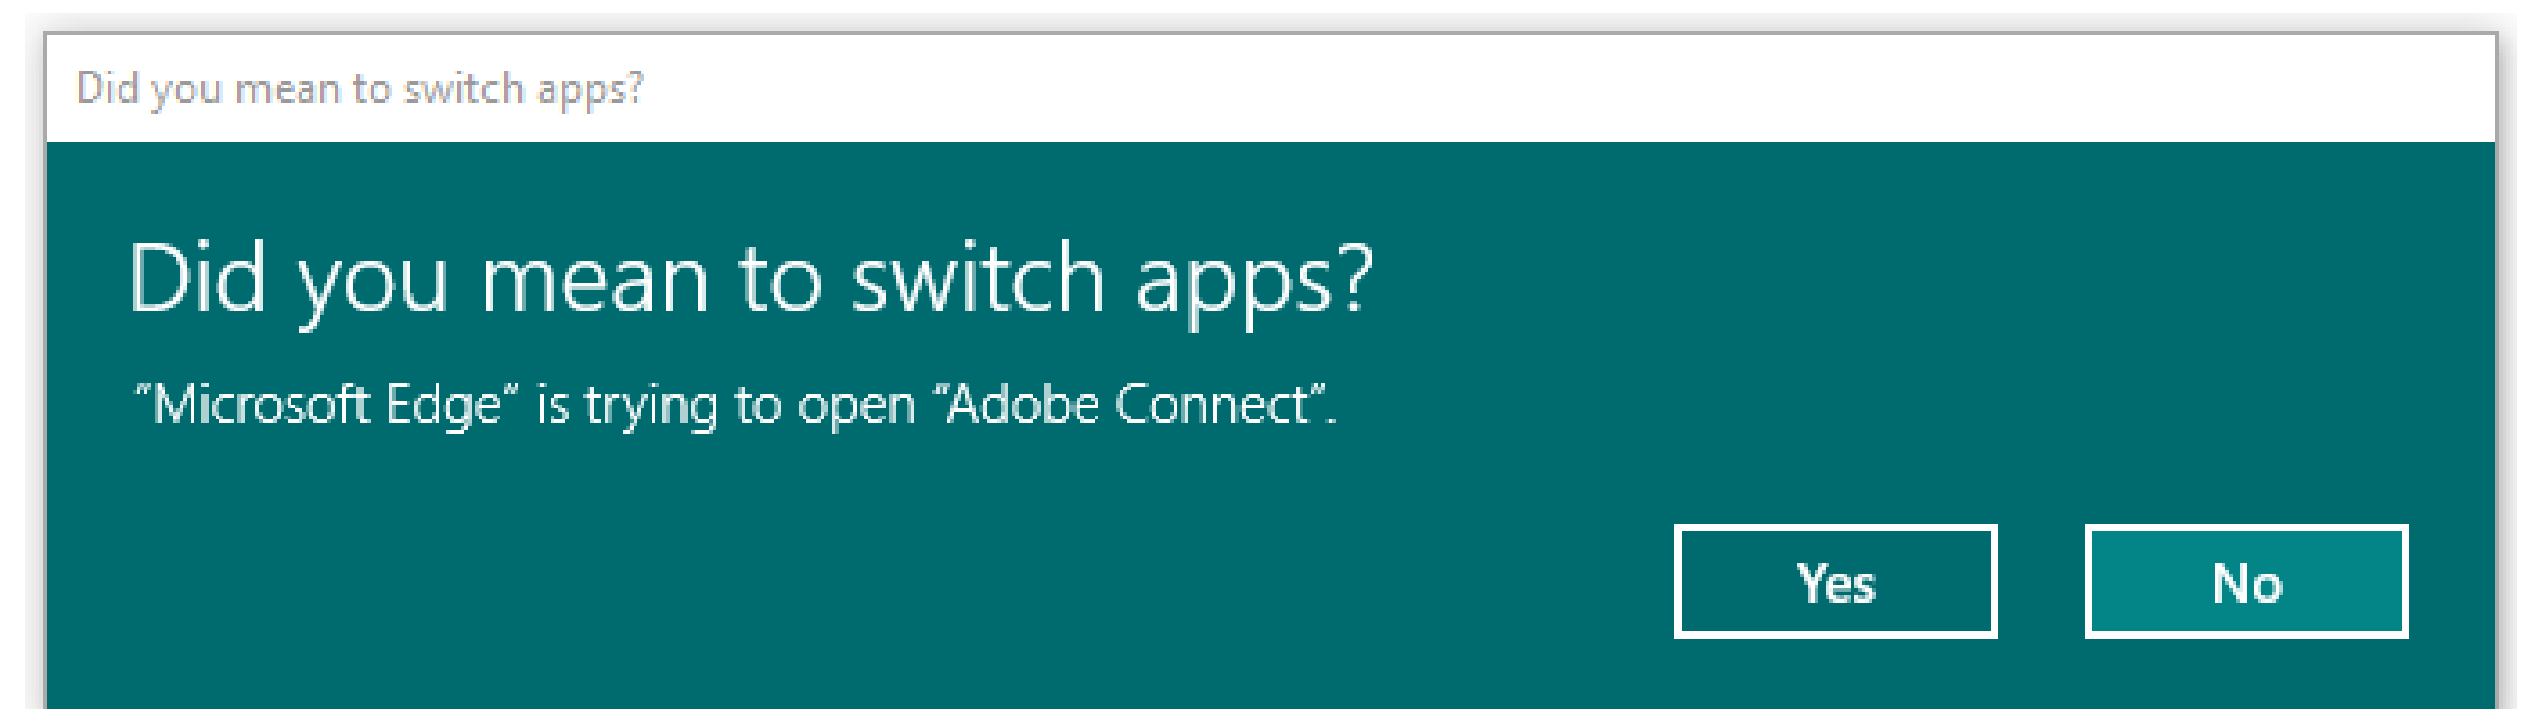 Did you mean to switch apps?
Did you mean to switch apps?
“Microsoft Edge” is trying to open “Adobe Connect”.
Yes No